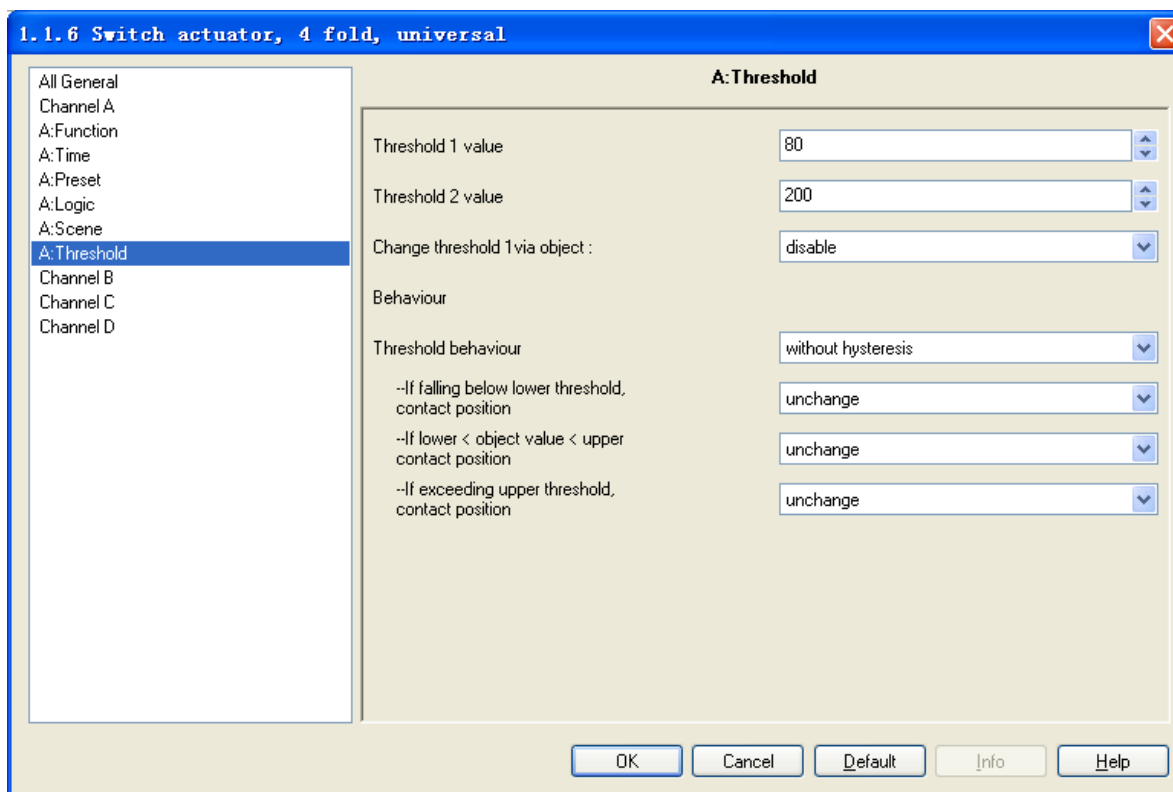 1.1.6 Switch actuator, 4 fold, universal
All General
Channel A
A:Function
A:Time
A:Preset
A:Logic
A:Scene
A:Threshold
Channel B
Channel C
Channel D
A:Threshold
Threshold 1 value
80
Threshold 2 value
200
Change threshold 1via object :
disable
Behaviour
Threshold behaviour
without hysteresis
--If falling below lower threshold,
contact position
unchange
--If lower < object value < upper
contact position
unchange
--If exceeding upper threshold,
contact position
unchange
OK
Cancel
Default
Info
Help